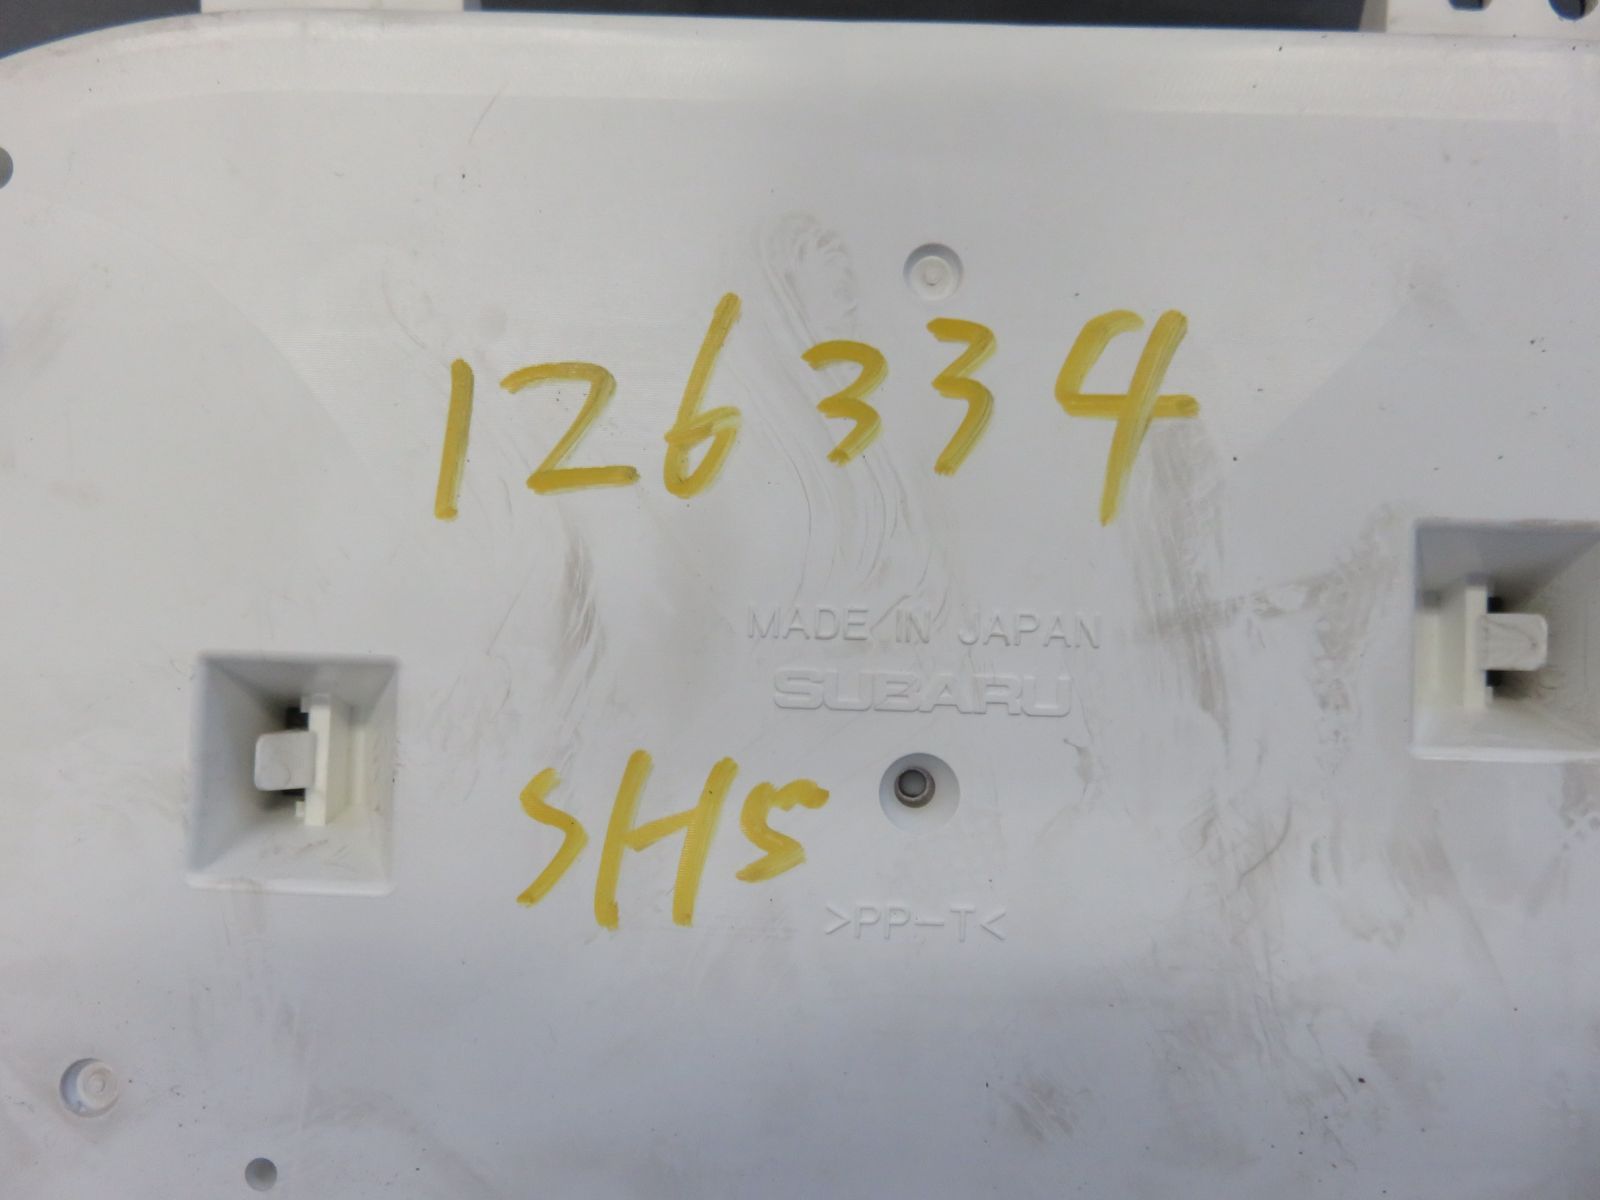 126334
MADE IN JAPAN
SUBARU
SH5
>PP-T<